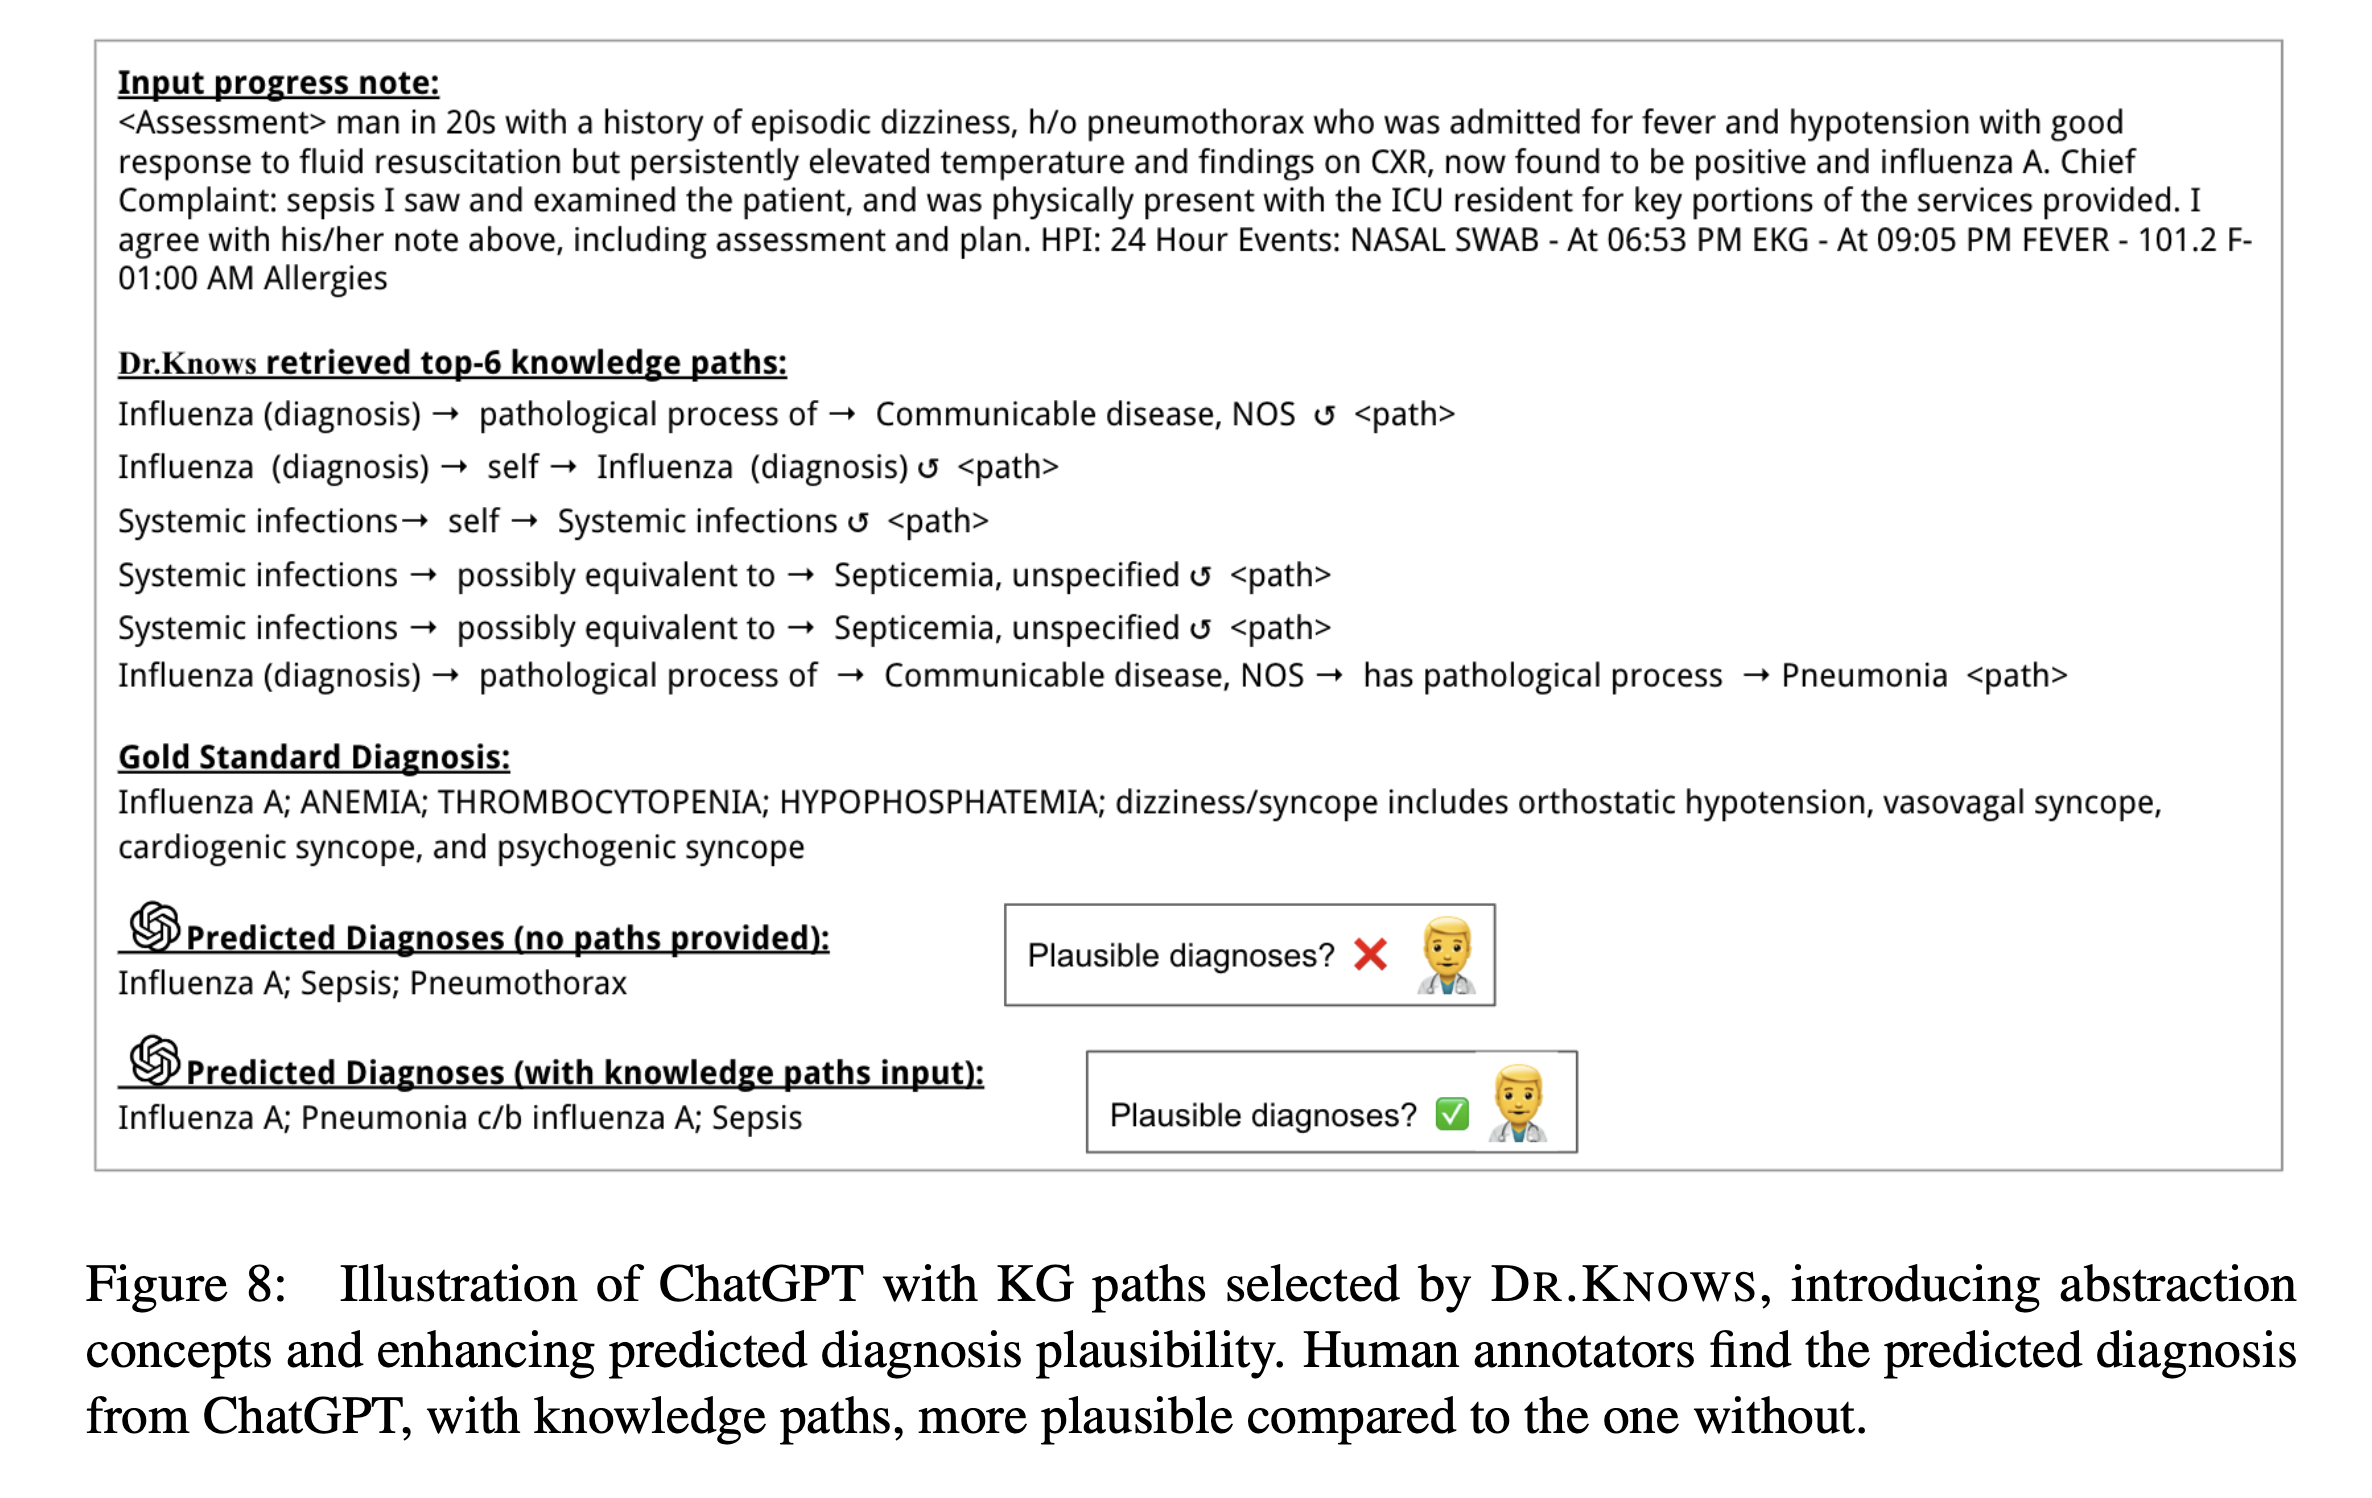 Input progress note:
<Assessment> man in 20s with a history of episodic dizziness, h/o pneumothorax who was admitted for fever and hypotension with good
response to fluid resuscitation but persistently elevated temperature and findings on CXR, now found to be positive and influenza A. Chief
Complaint: sepsis I saw and examined the patient, and was physically present with the ICU resident for key portions of the services provided. I
agree with his/her note above, including assessment and plan. HPI: 24 Hour Events: NASAL SWAB - At 06:53 PM EKG - At 09:05 PM FEVER - 101.2 F-
01:00 AM Allergies
Dr.Knows retrieved top-6 knowledge paths:
Influenza (diagnosis) → pathological process of → Communicable disease, NOS ↺ <path>
Influenza (diagnosis) → self → Influenza (diagnosis) ↺ <path>
Systemic infections→ self → Systemic infections ↺ <path>
Systemic infections → possibly equivalent to → Septicemia, unspecified ↺ <path>
Systemic infections → possibly equivalent to → Septicemia, unspecified ↺ <path>
Influenza (diagnosis) → pathological process of → Communicable disease, NOS → has pathological process → Pneumonia <path>
Gold Standard Diagnosis:
Influenza A; ANEMIA; THROMBOCYTOPENIA; HYPOPHOSPHATEMIA; dizziness/syncope includes orthostatic hypotension, vasovagal syncope,
cardiogenic syncope, and psychogenic syncope
Predicted Diagnoses (no paths provided):
Influenza A; Sepsis; Pneumothorax
Plausible diagnoses? ❌
Predicted Diagnoses (with knowledge paths input):
Influenza A; Pneumonia c/b influenza A; Sepsis
Plausible diagnoses? ✅
Figure 8: Illustration of ChatGPT with KG paths selected by DR.KNOWS, introducing abstraction
concepts and enhancing predicted diagnosis plausibility. Human annotators find the predicted diagnosis
from ChatGPT, with knowledge paths, more plausible compared to the one without.